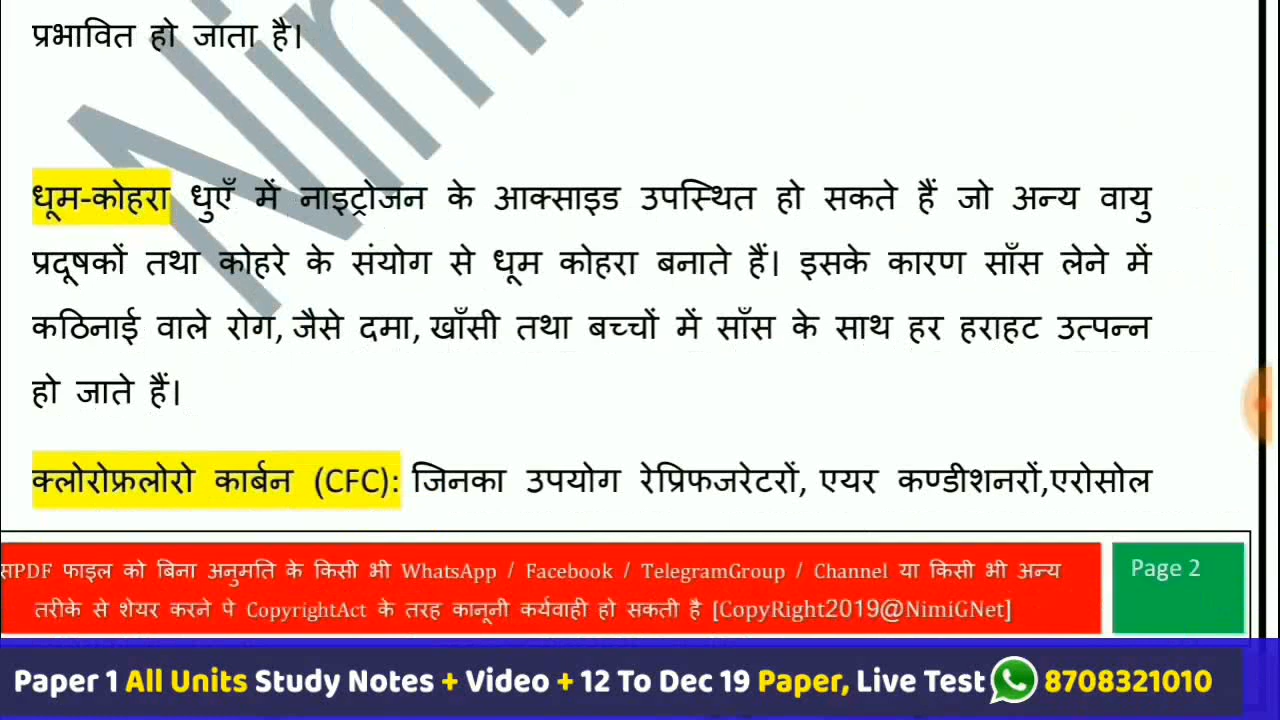 प्रभावित हो जाता है।
धूम-कोहरा धुएँ में नाइट्रोजन के आक्साइड उपस्थित हो सकते हैं जो अन्य वायु
प्रदूषकों तथा कोहरे के संयोग से धूम कोहरा बनाते हैं। इसके कारण साँस लेने में
कठिनाई वाले रोग, जैसे दमा, खाँसी तथा बच्चों में साँस के साथ हर हराहट उत्पन्न
हो जाते हैं।
क्लोरोफ्रलोरो कार्बन (CFC): जिनका उपयोग रेप्रिफजरेटरों, एयर कण्डीशनरों,एरोसोल
सPDF फाइल को बिना अनुमति के किसी भी WhatsApp / Facebook / TelegramGroup / Channel या किसी भी अन्य
तरीके से शेयर करने पे CopyrightAct के तरह कानूनी कर्यवाही हो सकती है [CopyRight2019@NimiGNet]
Page 2
Paper 1 All Units Study Notes + Video + 12 To Dec 19 Paper, Live Test 8708321010